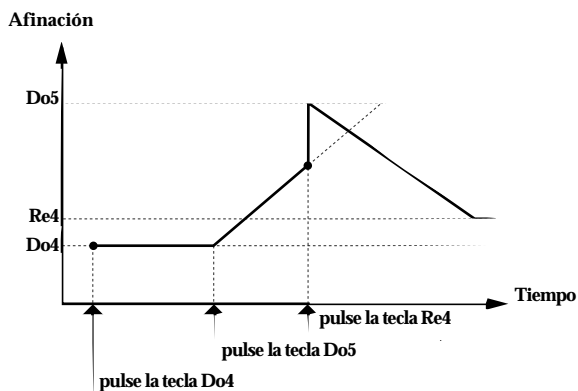 Afinación
Do5
Re4
Do4
Tiempo
pulse la tecla Re4
pulse la tecla Do5
pulse la tecla Do4